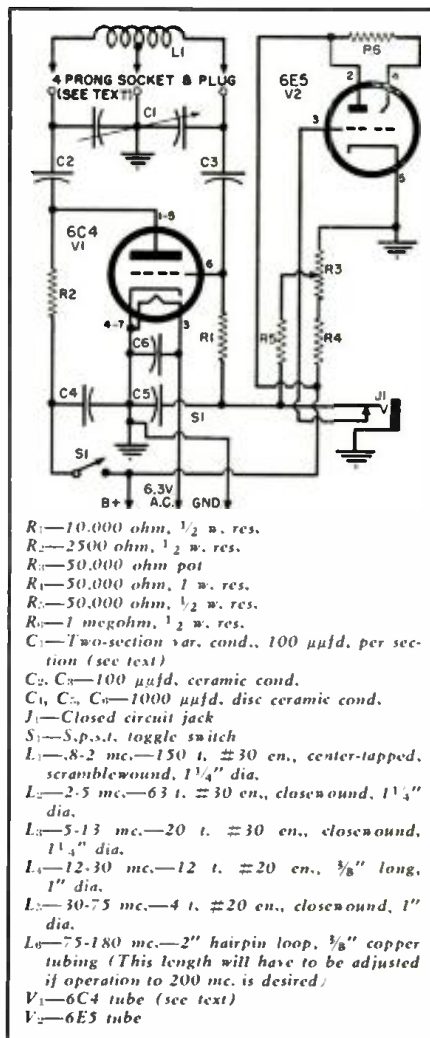 L1
4 PRONG SOCKET & PLUG
(SEE TEXT)
C1
C2
C3
6C4
V1
1-5
6
R2
4-7
3
R1
C6
C4
C5
S1
S1
B+
6.3V
A.C.
GND
R6
6E5
V2
2
4
3
5
R3
R5
R4
J1
R1—10,000 ohm, 1/2 w. res.
R2—2500 ohm, 1/2 w. res.
R3—50,000 ohm pot
R4—50,000 ohm, 1 w. res.
R5—50,000 ohm, 1/2 w. res.
R6—1 megohm, 1/2 w. res.
C1—Two-section var. cond., 100 μμfd. per sec-
tion (see text)
C2, C3—100 μμfd. ceramic cond.
C4, C5, C6—1000 μμfd. disc ceramic cond.
J1—Closed circuit jack
S1—S.p.s.t. toggle switch
L1—.8-2 mc.—150 t. #30 en., center-tapped,
scramblewound, 1 1/4" dia.
L2—2-5 mc.—63 t. #30 en., closewound, 1 1/4"
dia.
L3—5-13 mc.—20 t. #30 en., closewound,
1 1/4" dia.
L4—12-30 mc.—12 t. #20 en., 3/8" long,
1" dia.
L5—30-75 mc.—4 t. #20 en., closewound, 1"
dia.
L6—75-180 mc.—2" hairpin loop, 3/8" copper
tubing (This length will have to be adjusted
if operation to 200 mc. is desired)
V1—6C4 tube (see text)
V2—6E5 tube